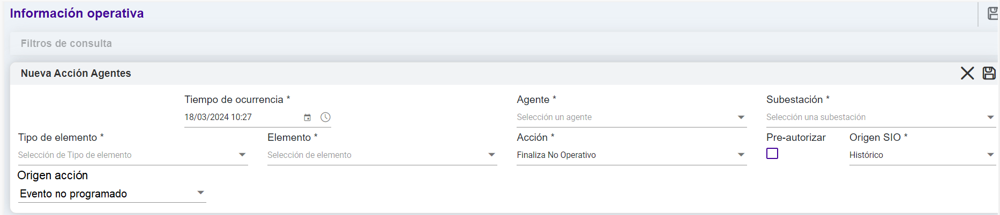 Información operativa
Filtros de consulta
Nueva Acción Agentes
Tiempo de ocurrencia * Agente * Subestación *
18/03/2024 10:27 Selección un agente Selección una subestación
Tipo de elemento * Elemento * Acción * Pre-autorizar Origen SIO *
Selección de Tipo de elemento Selección de elemento Finaliza No Operativo Histórico
Origen acción
Evento no programado